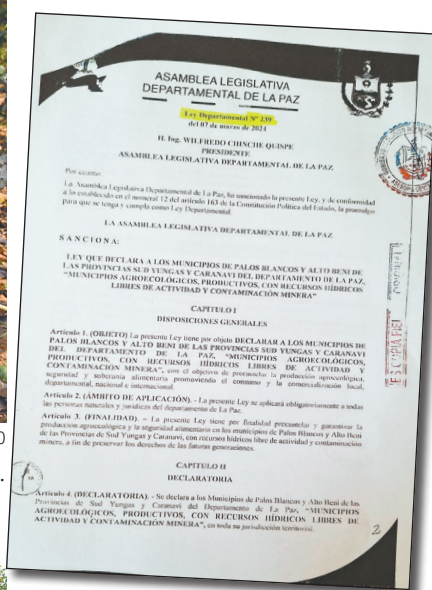 ASAMBLEA LEGISLATIVA
DEPARTAMENTAL DE LA PAZ
Ley Departamental Nº 239
del 07 de marzo de 2024
H. Ing. WILFREDO CHINCHE QUISPE
PRESIDENTE
ASAMBLEA LEGISLATIVA DEPARTAMENTAL DE LA PAZ
Por cuanto:
La Asamblea Legislativa Departamental de La Paz, ha sancionado la presente Ley, y de conformidad
a lo establecido en el numeral 12 del artículo 163 de la Constitución Política del Estado, la promulgo
para que se tenga y cumpla como Ley Departamental.
LA ASAMBLEA LEGISLATIVA DEPARTAMENTAL DE LA PAZ
S A N C I O N A :
LEY QUE DECLARA A LOS MUNICIPIOS DE PALOS BLANCOS Y ALTO BENI DE
LAS PROVINCIAS SUD YUNGAS Y CARANAVI DEL DEPARTAMENTO DE LA PAZ,
"MUNICIPIOS AGROECOLÓGICOS, PRODUCTIVOS, CON RECURSOS HÍDRICOS
LIBRES DE ACTIVIDAD Y CONTAMINACIÓN MINERA"
CAPITULO I
DISPOSICIONES GENERALES
Artículo 1. (OBJETO) La presente Ley tiene por objeto DECLARAR A LOS MUNICIPIOS DE
PALOS BLANCOS Y ALTO BENI DE LAS PROVINCIAS SUD YUNGAS Y CARANAVI
DEL DEPARTAMENTO DE LA PAZ, "MUNICIPIOS AGROECOLÓGICOS,
PRODUCTIVOS, CON RECURSOS HÍDRICOS LIBRES DE ACTIVIDAD Y
CONTAMINACIÓN MINERA", con el objetivo de precautelar la producción agroecológica,
seguridad y soberanía alimentaria promoviendo el consumo y la comercialización local,
departamental, nacional e internacional.
Artículo 2. (ÁMBITO DE APLICACIÓN). - La presente Ley se aplicará obligatoriamente a todas
las personas naturales y jurídicas del departamento de La Paz.
Artículo 3. (FINALIDAD). – La presente Ley tiene por finalidad precautelar y garantizar la
producción agroecológica y la seguridad alimentaria en los municipios de Palos Blancos y Alto Beni
de las Provincias de Sud Yungas y Caranavi, con recursos hídricos libre de actividad y contaminación
minera, a fin de preservar los derechos de las futuras generaciones.
CAPITULO II
DECLARATORIA
Artículo 4. (DECLARATORIA). - Se declara a los Municipios de Palos Blancos y Alto Beni de las
Provincias de Sud Yungas y Caranavi del Departamento de La Paz, "MUNICIPIOS
AGROECOLÓGICOS, PRODUCTIVOS, CON RECURSOS HÍDRICOS LIBRES DE
ACTIVIDAD Y CONTAMINACIÓN MINERA", en toda su jurisdicción territorial.
2
ES COPIA FIEL